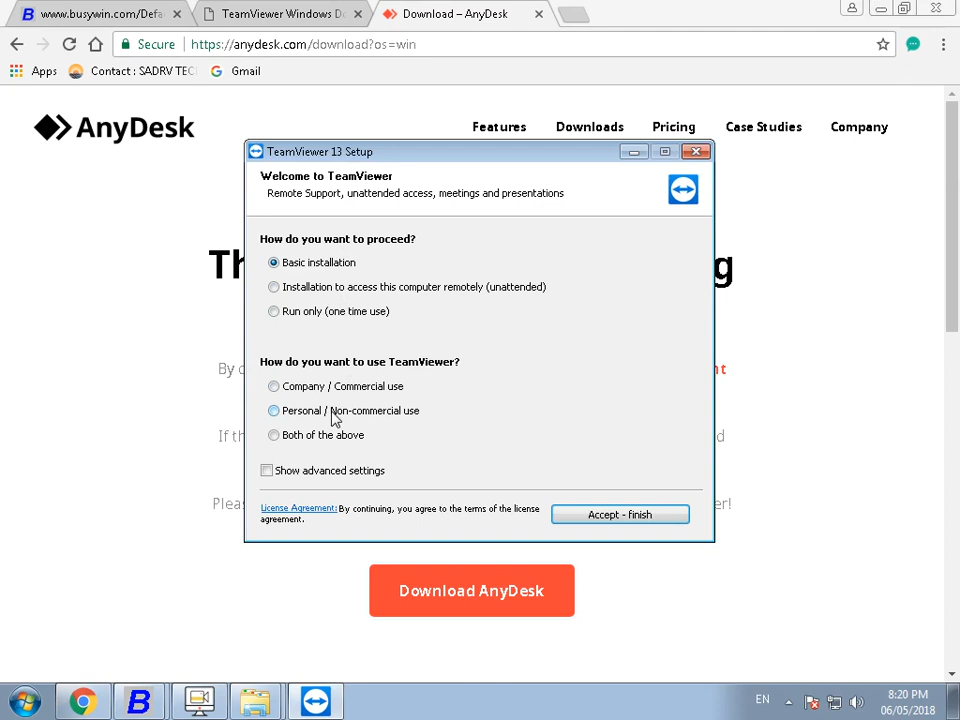 www.busywin.com/Defa
TeamViewer Windows D
Download – AnyDesk
Secure
https://anydesk.com/download?os=win
Apps
Contact : SADRV TEC
Gmail
AnyDesk
Features
Downloads
Pricing
Case Studies
Company
TeamViewer 13 Setup
Welcome to TeamViewer
Remote Support, unattended access, meetings and presentations
How do you want to proceed?
Basic installation
Installation to access this computer remotely (unattended)
Run only (one time use)
How do you want to use TeamViewer?
Company / Commercial use
Personal / Non-commercial use
Both of the above
Show advanced settings
License Agreement: By continuing, you agree to the terms of the license
agreement.
Accept - finish
Download AnyDesk
EN
8:20 PM
06/05/2018